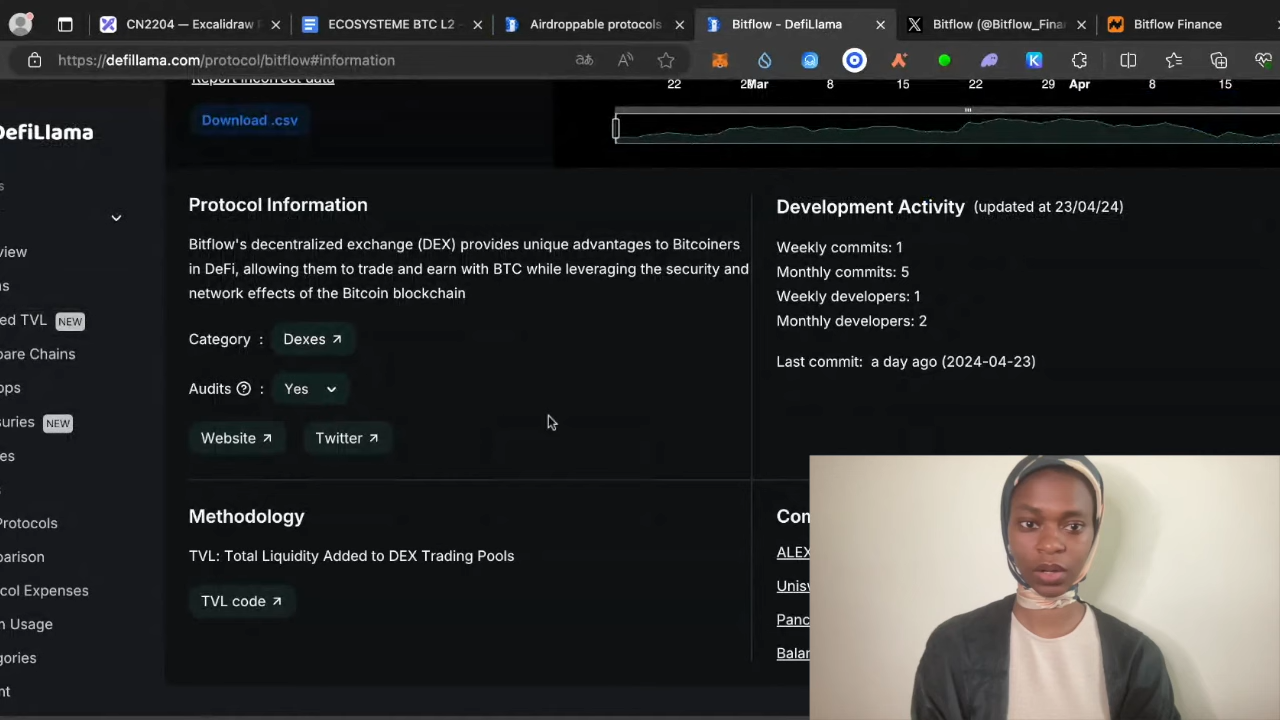 CN2204 — Excalidraw
ECOSYSTEME BTC L2 -
Airdroppable protocols
Bitflow - DefiLlama
Bitflow (@Bitflow_Fina
Bitflow Finance
https://defillama.com/protocol/bitflow#information
Report incorrect data
22
Mar
8
15
22
29
Apr
8
15
Download .csv
DefiLlama
Protocol Information
Bitflow's decentralized exchange (DEX) provides unique advantages to Bitcoiners
in DeFi, allowing them to trade and earn with BTC while leveraging the security and
network effects of the Bitcoin blockchain
Category :
Dexes
Audits :
Yes
Website
Twitter
Methodology
TVL: Total Liquidity Added to DEX Trading Pools
TVL code
Development Activity (updated at 23/04/24)
Weekly commits: 1
Monthly commits: 5
Weekly developers: 1
Monthly developers: 2
Last commit: a day ago (2024-04-23)
Con
ALEX
Unisw
Panc
Balan
view
ns
ed TVL NEW
pare Chains
ops
suries NEW
es
s
Protocols
parison
col Expenses
n Usage
gories
nt